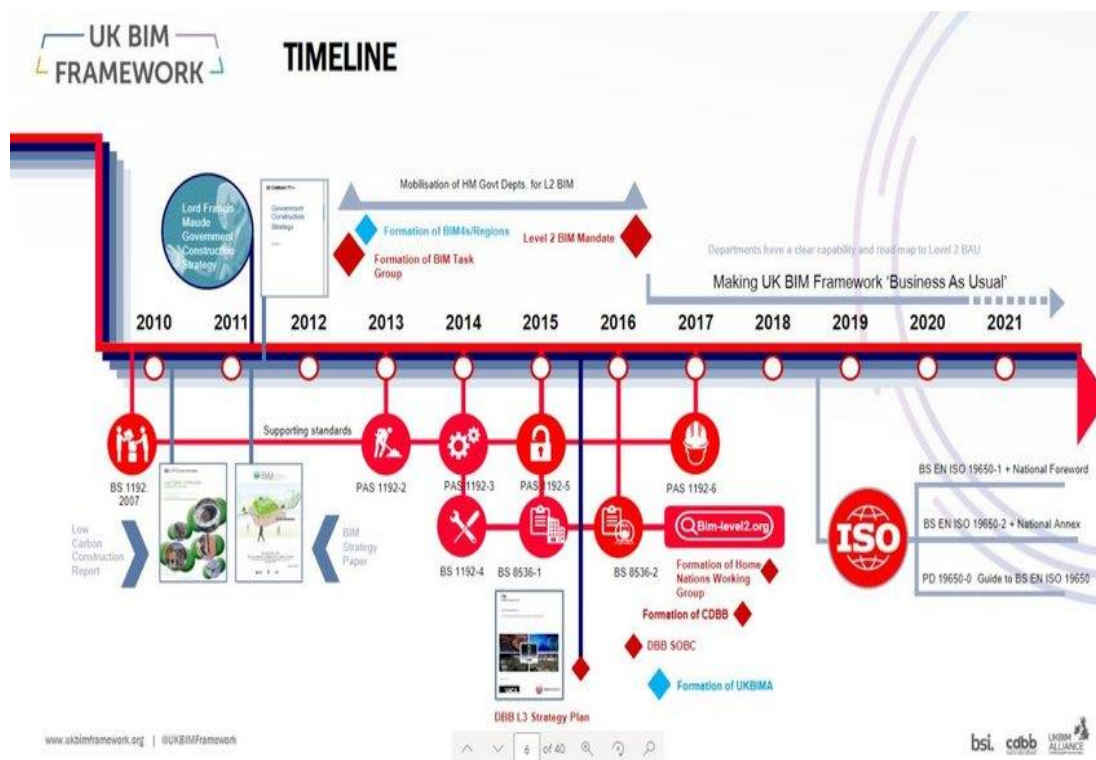 UK BIM
FRAMEWORK
TIMELINE
Lord Francis
Maude
Government
Construction
Strategy
Government
Construction
Strategy
Mobilisation of HM Govt Depts. for L2 BIM
Formation of BIM4s/Regions
Formation of BIM Task
Group
Level 2 BIM Mandate
Departments have a clear capability and road map to Level 2 BAU
Making UK BIM Framework 'Business As Usual'
2010 2011 2012 2013 2014 2015 2016 2017 2018 2019 2020 2021
Supporting standards
BS 1192.
2007
PAS 1192-2
PAS 1192-3
PAS 1192-5
PAS 1192-6
Low
Carbon
Construction
Report
BIM
Strategy
Paper
BS 1192-4
BS 8536-1
BS 8536-2
Bim-level2.org
Formation of Home
Nations Working
Group
Formation of CDBB
DBB SOBC
Formation of UKBIMA
DBB L3 Strategy Plan
ISO
BS EN ISO 19650-1 + National Foreword
BS EN ISO 19650-2 + National Annex
PD 19650-0 Guide to BS EN ISO 19650
www.ukbimframework.org | @UKBIMFramework
6 of 40
bsi. cdbb UKBIM
ALLIANCE